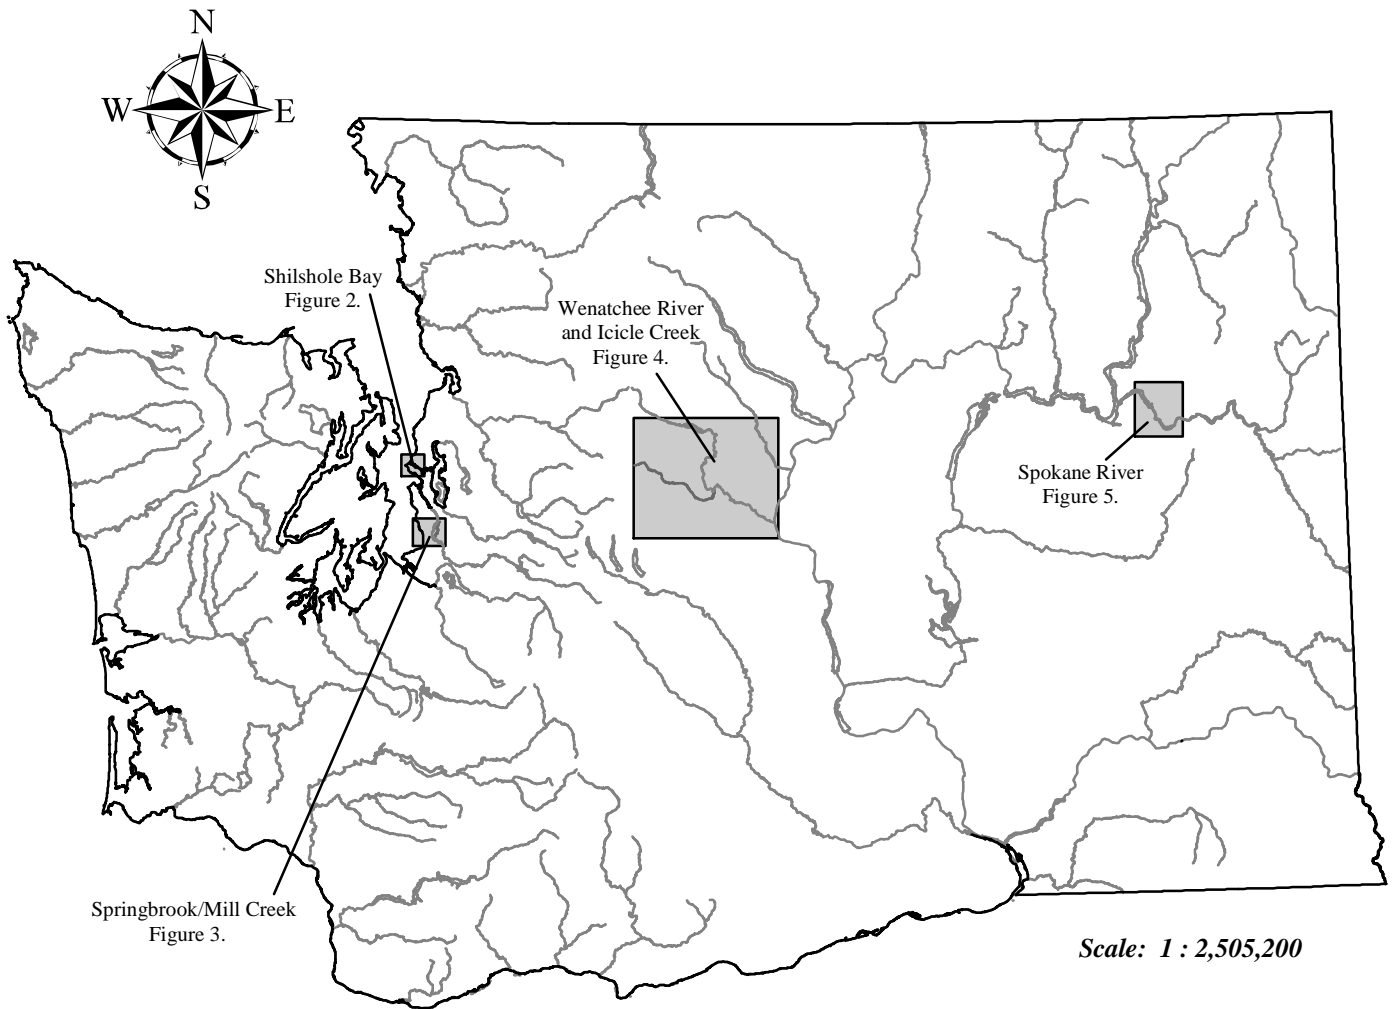 N
W
E
S
Shilshole Bay
Figure 2.
Wenatchee River
and Icicle Creek
Figure 4.
Spokane River
Figure 5.
Springbrook/Mill Creek
Figure 3.
Scale: 1 : 2,505,200